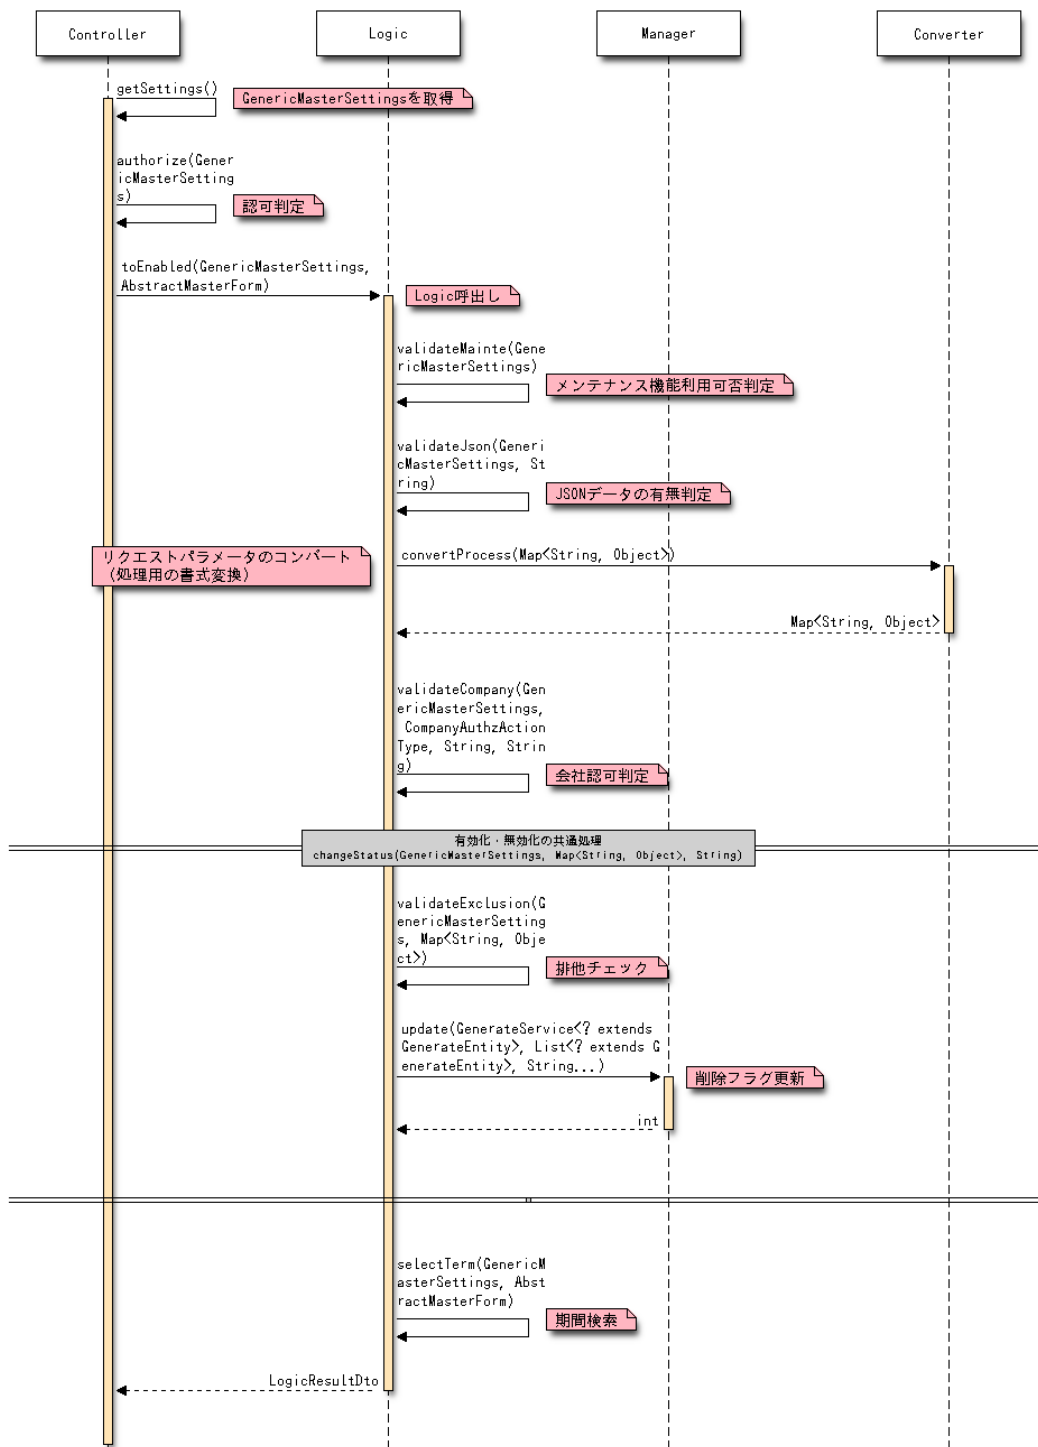 Controller
Logic
Manager
Converter
getSettings()
GenericMasterSettingsを取得
authorize(Gener
icMasterSetting
s)
認可判定
toEnabled(GenericMasterSettings,
AbstractMasterForm)
Logic呼出し
validateMainte(Gene
ricMasterSettings)
メンテナンス機能利用可否判定
validateJson(Generi
cMasterSettings, St
ring)
JSONデータの有無判定
リクエストパラメータのコンバート
（処理用の書式変換）
convertProcess(Map<String, Object>)
Map<String, Object>
validateCompany(Gen
ericMasterSettings,
CompanyAuthzAction
Type, String, Strin
g)
会社認可判定
有効化・無効化の共通処理
changeStatus(GenericMasterSettings, Map<String, Object>, String)
validateExclusion(G
enericMasterSetting
s, Map<String, Obje
ct>)
排他チェック
update(GenerateService<? extends
GenerateEntity>, List<? extends G
enerateEntity>, String...)
削除フラグ更新
int
selectTerm(GenericM
asterSettings, Abst
ractMasterForm)
期間検索
LogicResultDto